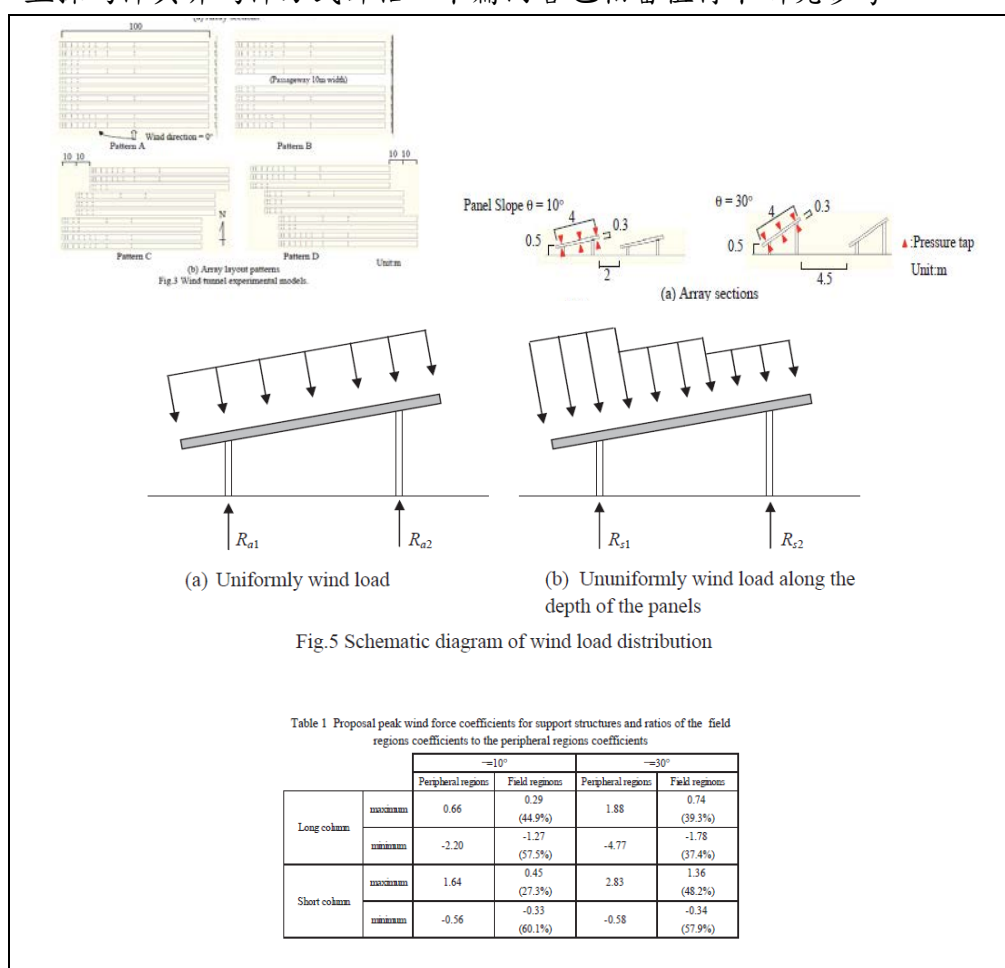 100
(Passageway 10m width)
Wind direction = 0°
Pattern A
Pattern B
10 10
10 10
N
Pattern C
Pattern D
Unit:m
(b) Array layout patterns
Fig.3 Wind tunnel experimental models.
Panel Slope θ = 10°
4
0.3
0.5
2
θ = 30°
4
0.3
0.5
4.5
:Pressure tap
Unit:m
(a) Array sections
Ra1
Ra2
Rs1
Rs2
(a) Uniformly wind load
(b) Ununiformly wind load along the
depth of the panels
Fig.5 Schematic diagram of wind load distribution
Table 1 Proposal peak wind force coefficients for support structures and ratios of the field
regions coefficients to the peripheral regions coefficients
=10° =30°
Peripheral regions Field reginons Peripheral regions Field reginons
Long column maximum 0.66 0.29 (44.9%) 1.88 0.74 (39.3%)
minimum -2.20 -1.27 (57.5%) -4.77 -1.78 (37.4%)
Short column maximum 1.64 0.45 (27.3%) 2.83 1.36 (48.2%)
minimum -0.56 -0.33 (60.1%) -0.58 -0.34 (57.9%)